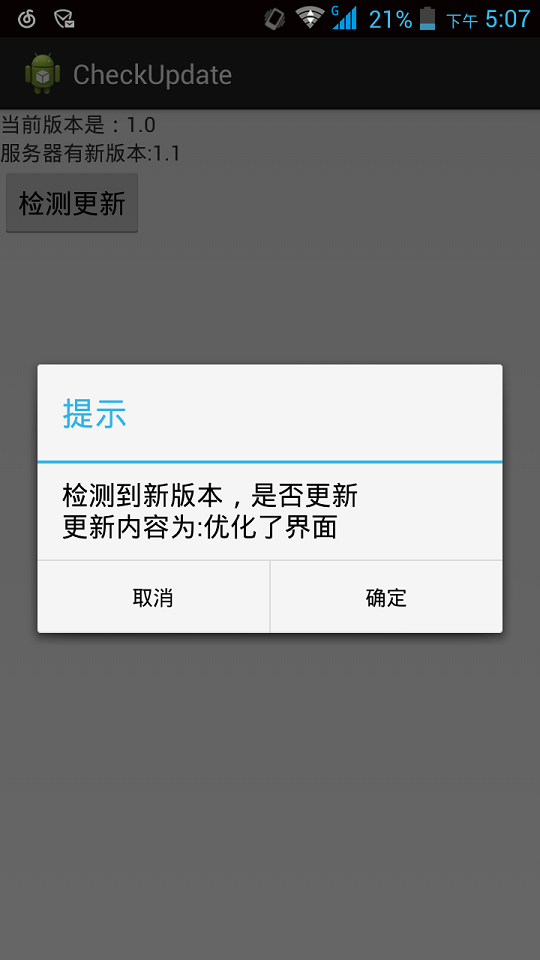 G 21% 下午 5:07
CheckUpdate
当前版本是：1.0
服务器有新版本:1.1
检测更新
提示
检测到新版本，是否更新
更新内容为:优化了界面
取消 确定